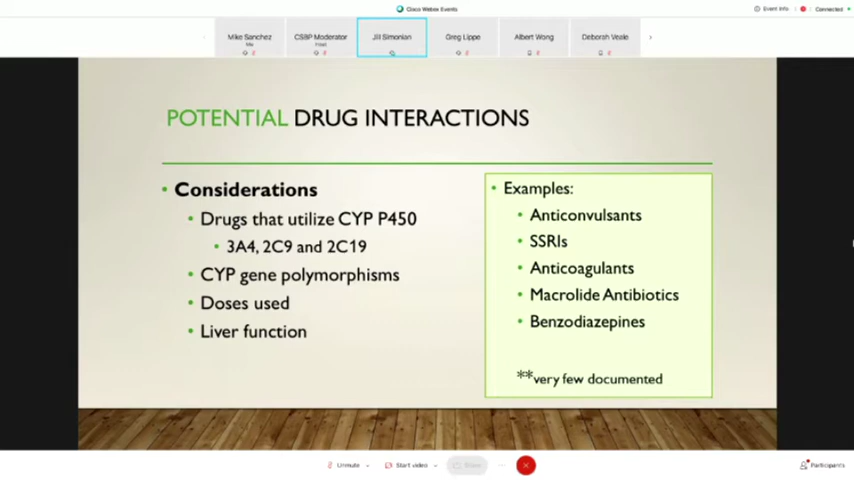 Cisco Webex Events
Event Info
Connected
Mike Sanchez
Me
CSBP Moderator
Host
Jill Simonian
Greg Lippe
Albert Wong
Deborah Veale
POTENTIAL DRUG INTERACTIONS
• Considerations
• Drugs that utilize CYP P450
• 3A4, 2C9 and 2C19
• CYP gene polymorphisms
• Doses used
• Liver function
• Examples:
• Anticonvulsants
• SSRIs
• Anticoagulants
• Macrolide Antibiotics
• Benzodiazepines
**very few documented
Unmute
Start video
Share
Participants